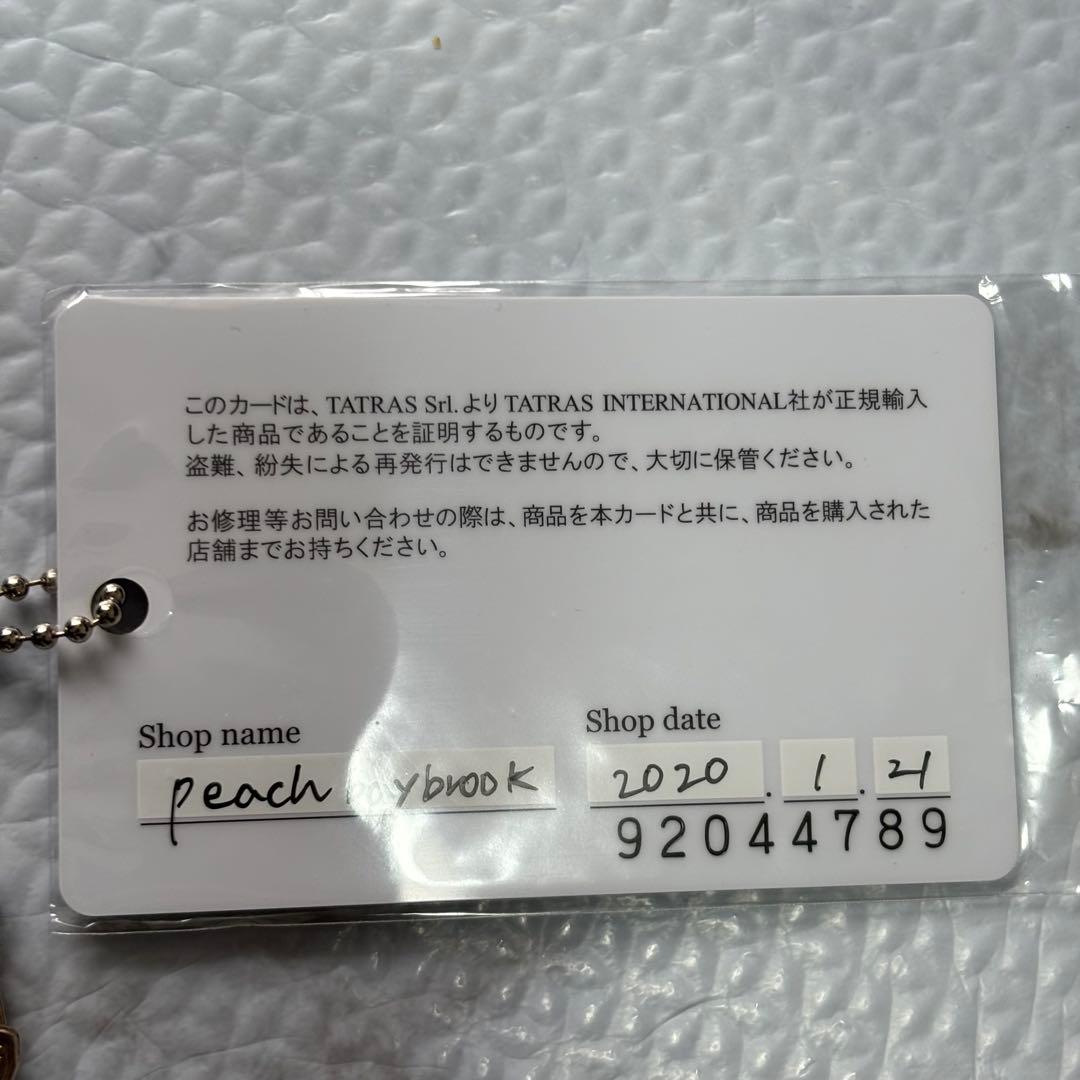 このカードは、TATRAS Srl.よりTATRAS INTERNATIONAL社が正規輸入
した商品であることを証明するものです。
盗難、紛失による再発行はできませんので、大切に保管ください。
お修理等お問い合わせの際は、商品を本カードと共に、商品を購入された
店舗までお持ちください。
Shop name
peach
Shop date
2020. 1. 21
92044789